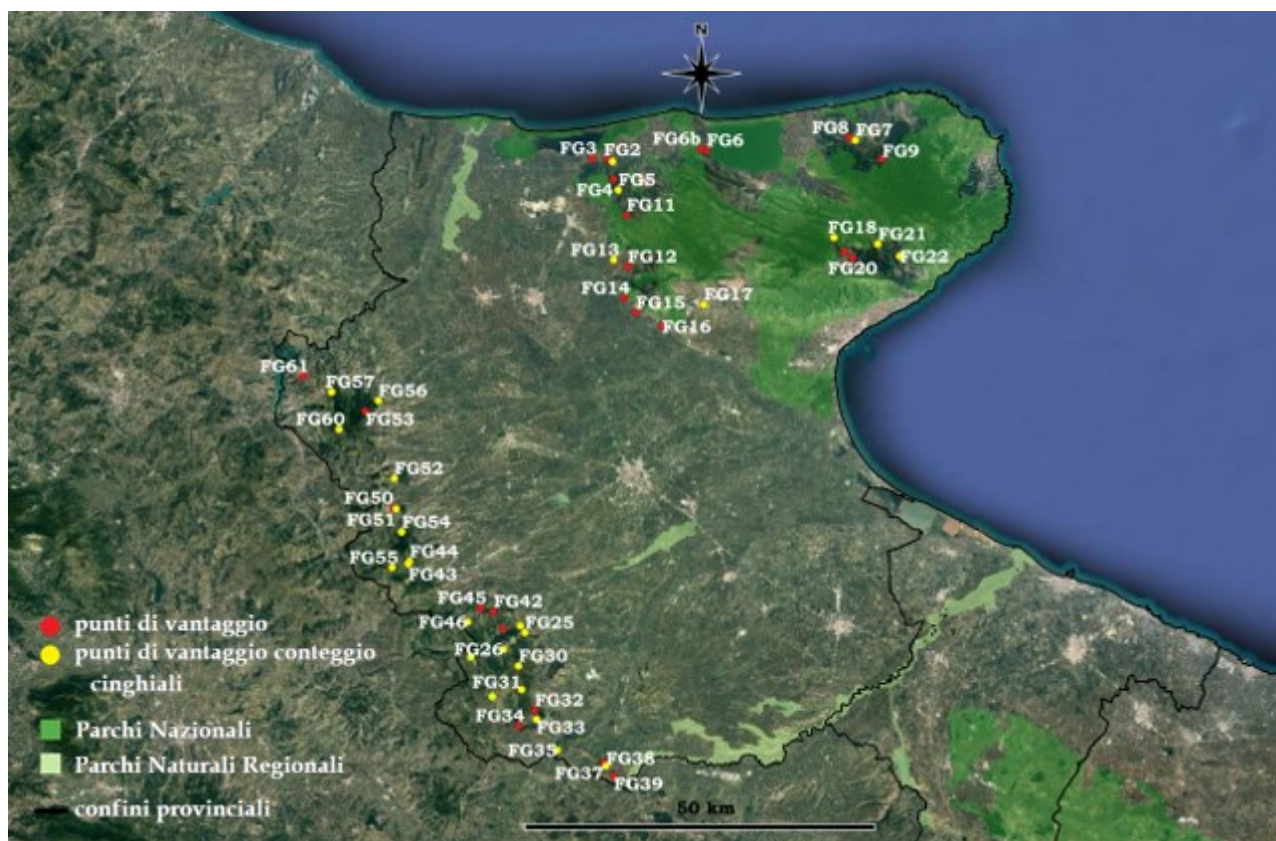 N
FG8 FG7
FG6b FG6
FG3 FG2
FG9
FG5
FG4
FG11
FG18 FG21
FG13 FG12
FG22
FG20
FG14
FG15 FG17
FG16
FG61
FG57 FG56
FG60 FG53
FG52
FG50
FG51 FG54
FG55 FG44
FG43
FG45 FG42
FG46 FG25
FG26 FG30
FG31
FG32
FG34 FG33
FG35
FG38
FG37
FG39
punti di vantaggio
punti di vantaggio conteggio
cinghiali
Parchi Nazionali
Parchi Naturali Regionali
confini provinciali
50 km